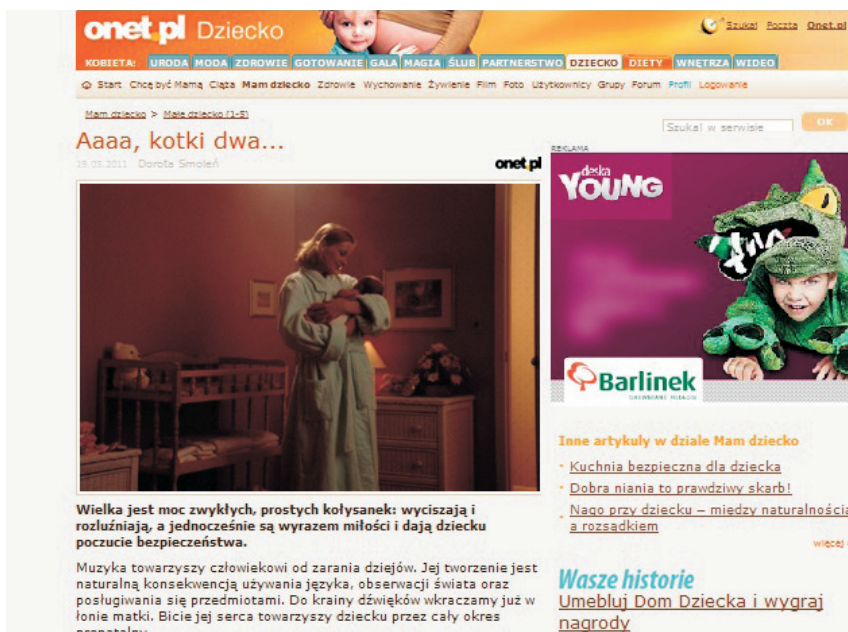 onet.pl Dziecko
Szukaj Poczta Onet.pl
KOBIETA: URODA MODA ZDROWIE GOTOWANIE GALA MAGIA ŚLUB PARTNERSTWO DZIECKO DIETY WNĘTRZA WIDEO
Start Chcę być Mamą Ciąża Mam dziecko Zdrowie Wychowanie Żywienie Film Foto Użytkownicy Grupy Forum Profil Logowanie
Mam dziecko > Małe dziecko (1-5)
Szukaj w serwisie OK
Aaaa, kotki dwa...
19.05.2011 Dorota Smoleń
onet.pl
REKLAMA
deska
YOUNG
Barlinek
Wielka jest moc zwykłych, prostych kołysanek: wyciszają i
rozluźniają, a jednocześnie są wyrazem miłości i dają dziecku
poczucie bezpieczeństwa.
Muzyka towarzyszy człowiekowi od zarania dziejów. Jej tworzenie jest
naturalną konsekwencją używania języka, obserwacji świata oraz
posługiwania się przedmiotami. Do krainy dźwięków wkraczamy już w
łonie matki. Bicie jej serca towarzyszy dziecku przez cały okres
Inne artykuły w dziale Mam dziecko
Kuchnia bezpieczna dla dziecka
Dobra niania to prawdziwy skarb!
Nago przy dziecku – między naturalnością
a rozsądkiem
więcej
Wasze historie
Umebluj Dom Dziecka i wygraj
nagrody